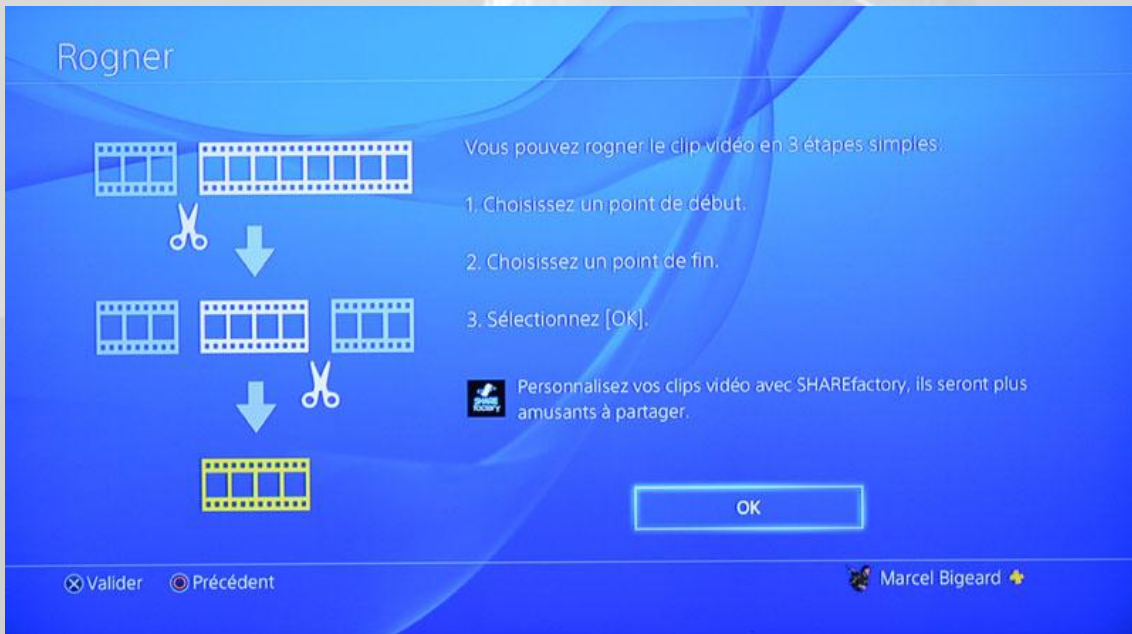 Rogner
Vous pouvez rogner le clip vidéo en 3 étapes simples.
1. Choisissez un point de début.
2. Choisissez un point de fin.
3. Sélectionnez [OK].
SHARE
factory
Personnalisez vos clips vidéo avec SHAREfactory, ils seront plus
amusants à partager.
OK
Valider
Précédent
Marcel Bigeard